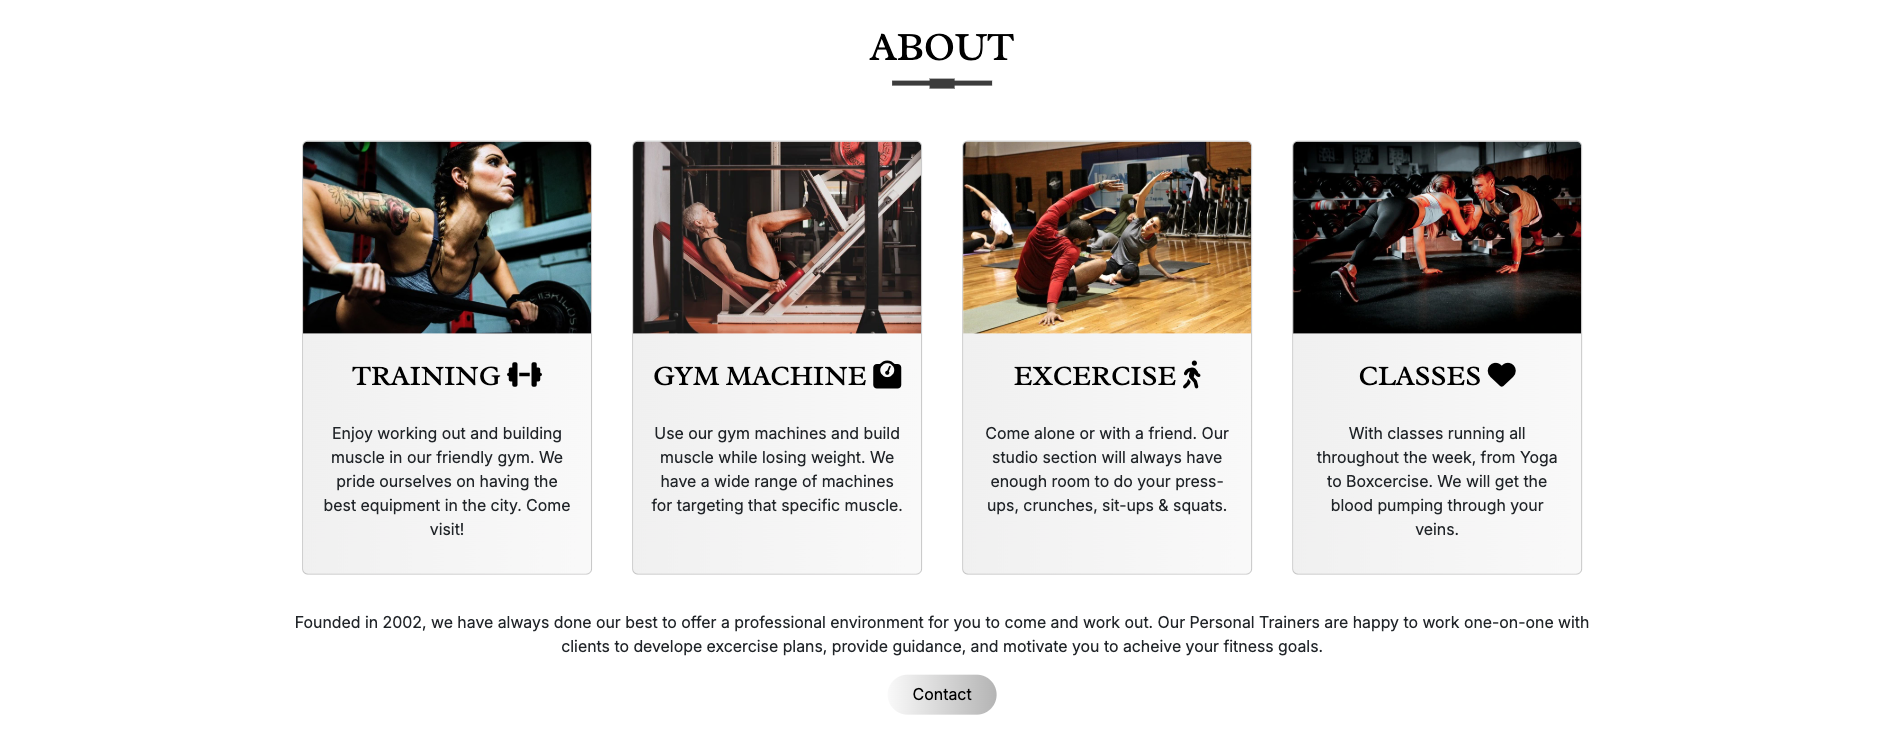 ABOUT
TRAINING
Enjoy working out and building
muscle in our friendly gym. We
pride ourselves on having the
best equipment in the city. Come
visit!
GYM MACHINE
Use our gym machines and build
muscle while losing weight. We
have a wide range of machines
for targeting that specific muscle.
EXCERCISE
Come alone or with a friend. Our
studio section will always have
enough room to do your press-
ups, crunches, sit-ups & squats.
CLASSES
With classes running all
throughout the week, from Yoga
to Boxcercise. We will get the
blood pumping through your
veins.
Founded in 2002, we have always done our best to offer a professional environment for you to come and work out. Our Personal Trainers are happy to work one-on-one with
clients to develope excercise plans, provide guidance, and motivate you to acheive your fitness goals.
Contact